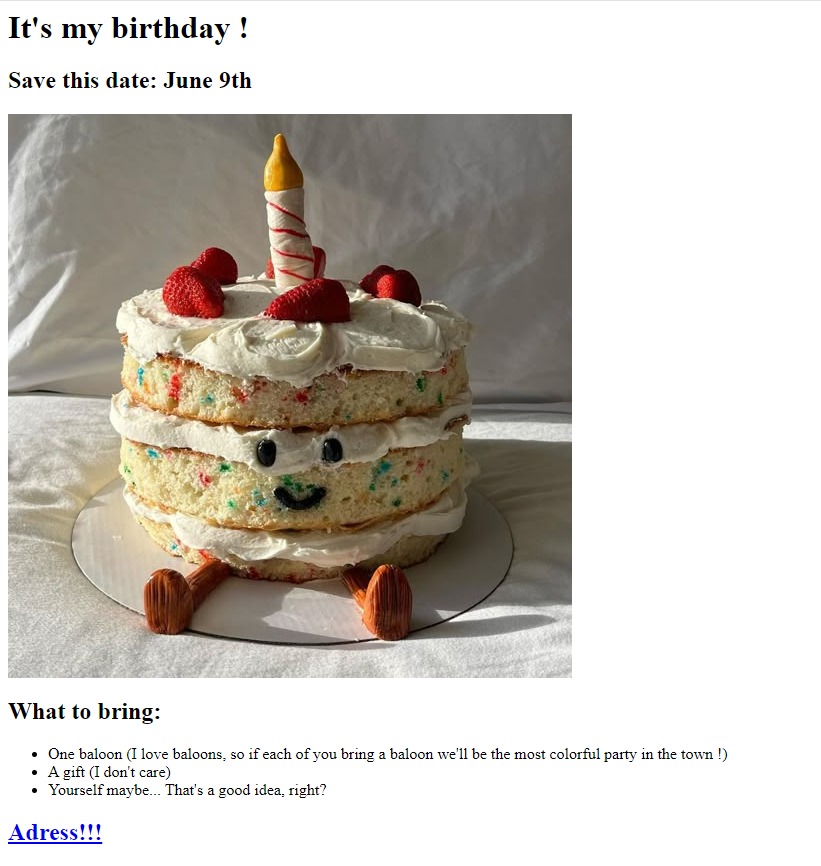 It's my birthday !
Save this date: June 9th
What to bring:
One baloon (I love baloons, so if each of you bring a baloon we'll be the most colorful party in the town !)
A gift (I don't care)
Yourself maybe... That's a good idea, right?
Adress!!!